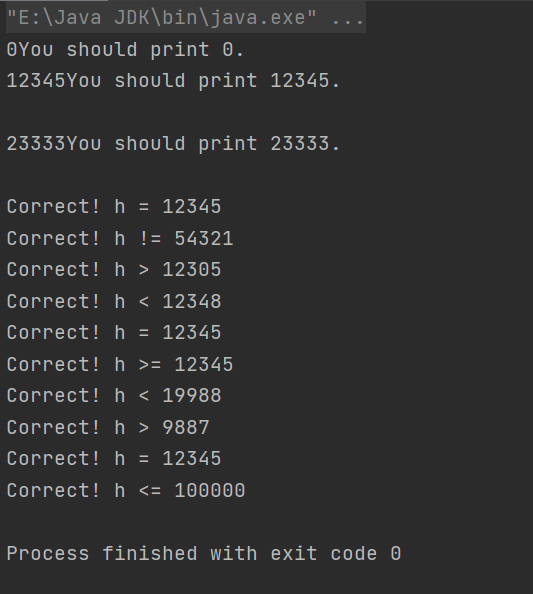 "E:\Java JDK\bin\java.exe" ...
0You should print 0.
12345You should print 12345.
23333You should print 23333.
Correct! h = 12345
Correct! h != 54321
Correct! h > 12305
Correct! h < 12348
Correct! h = 12345
Correct! h >= 12345
Correct! h < 19988
Correct! h > 9887
Correct! h = 12345
Correct! h <= 100000
Process finished with exit code 0